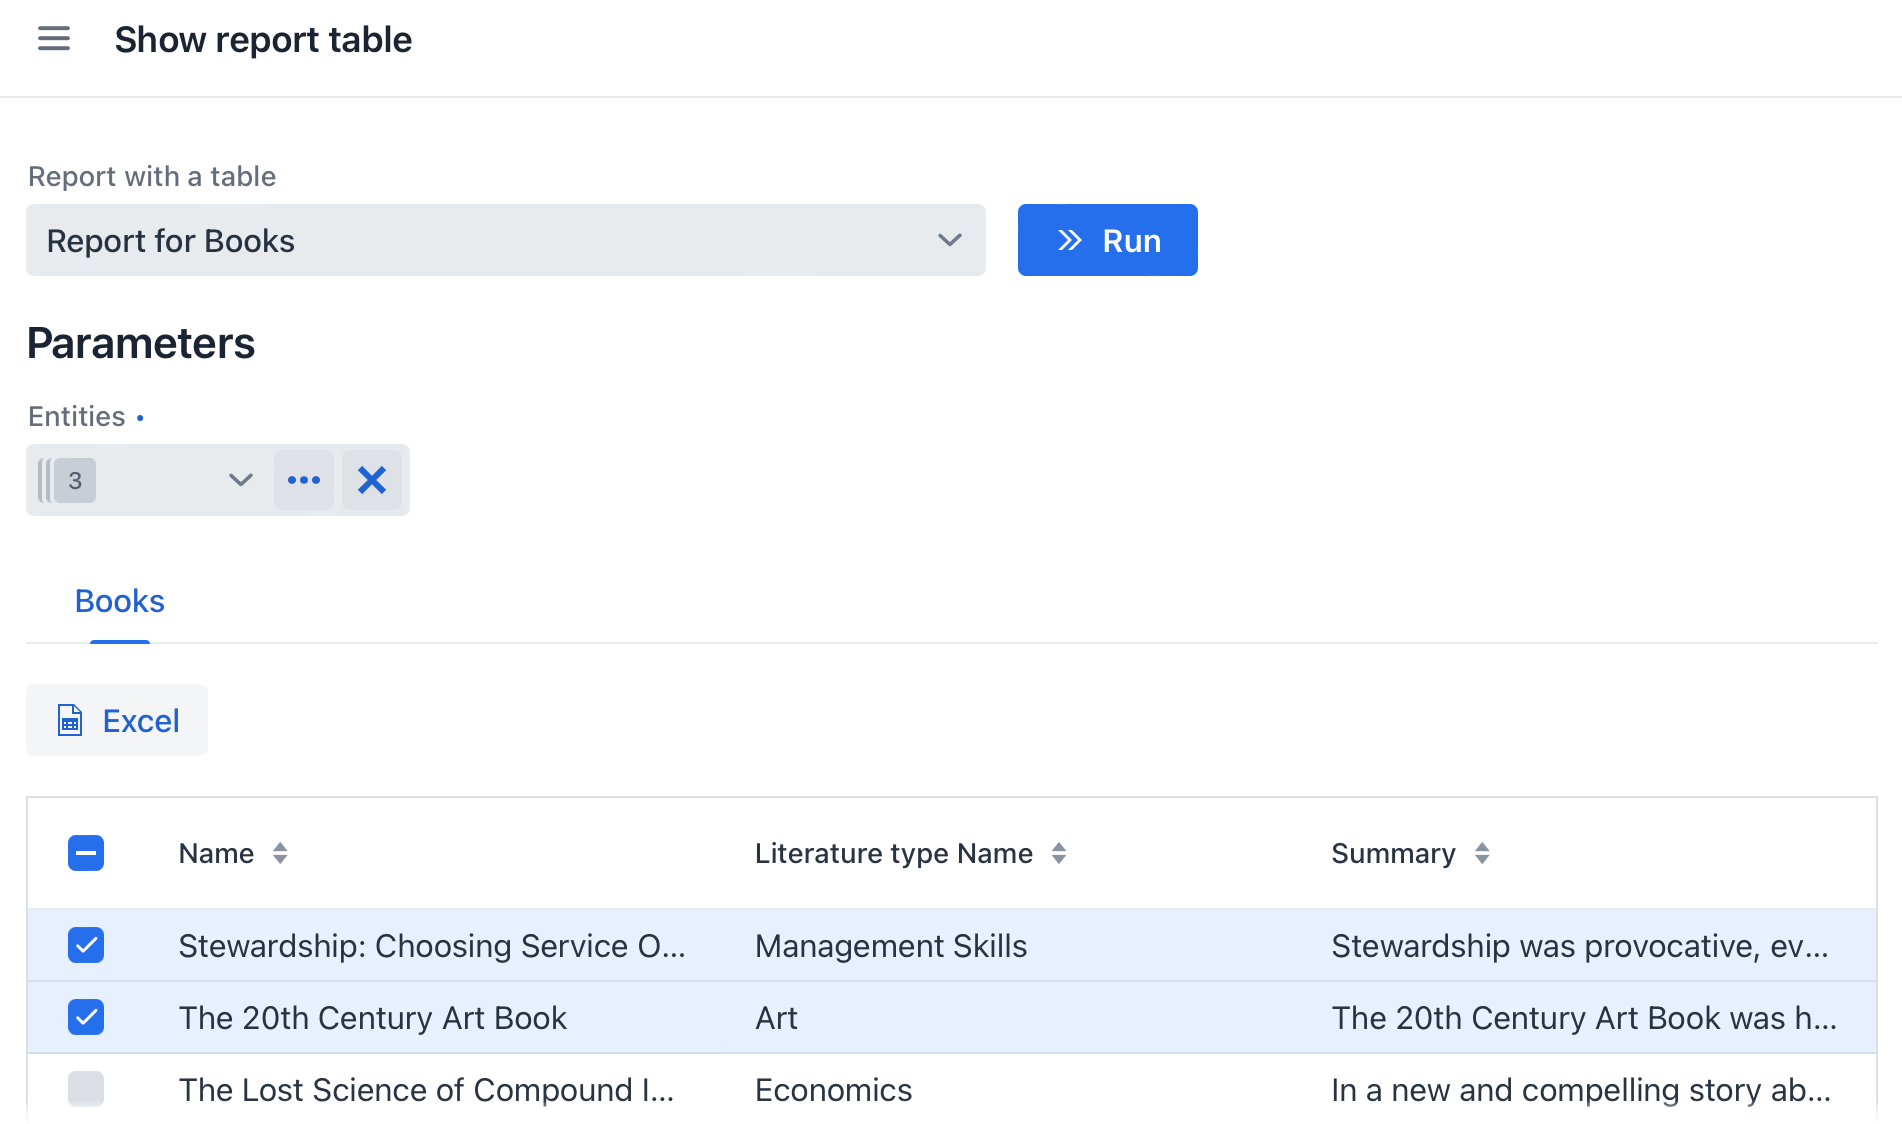 Show report table
Report with a table
Report for Books
Run
Parameters
Entities •
3
Books
Excel
Name Literature type Name Summary
Stewardship: Choosing Service O... Management Skills Stewardship was provocative, ev...
The 20th Century Art Book Art The 20th Century Art Book was h...
The Lost Science of Compound I... Economics In a new and compelling story ab...